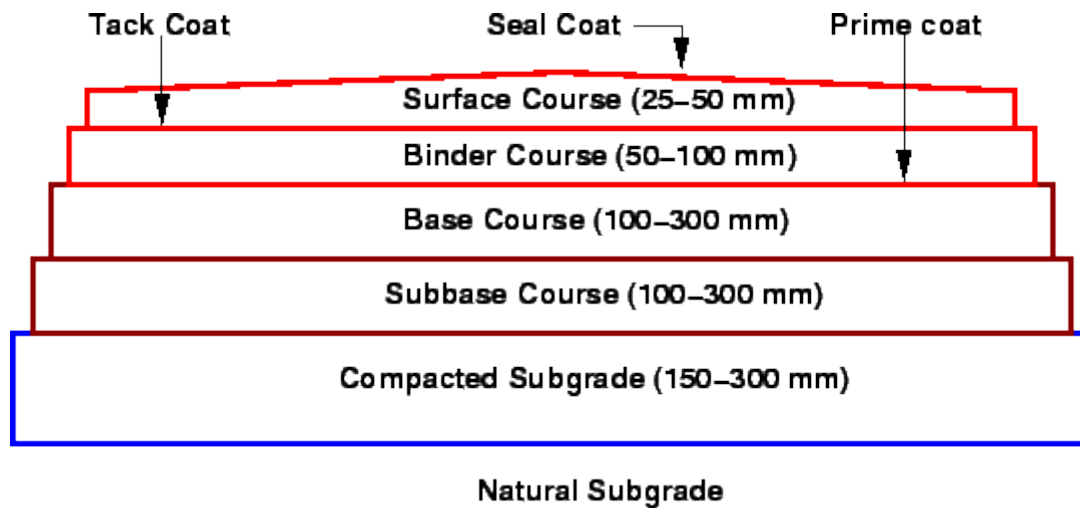 Tack Coat
Seal Coat
Prime coat
Surface Course (25–50 mm)
Binder Course (50–100 mm)
Base Course (100–300 mm)
Subbase Course (100–300 mm)
Compacted Subgrade (150–300 mm)
Natural Subgrade